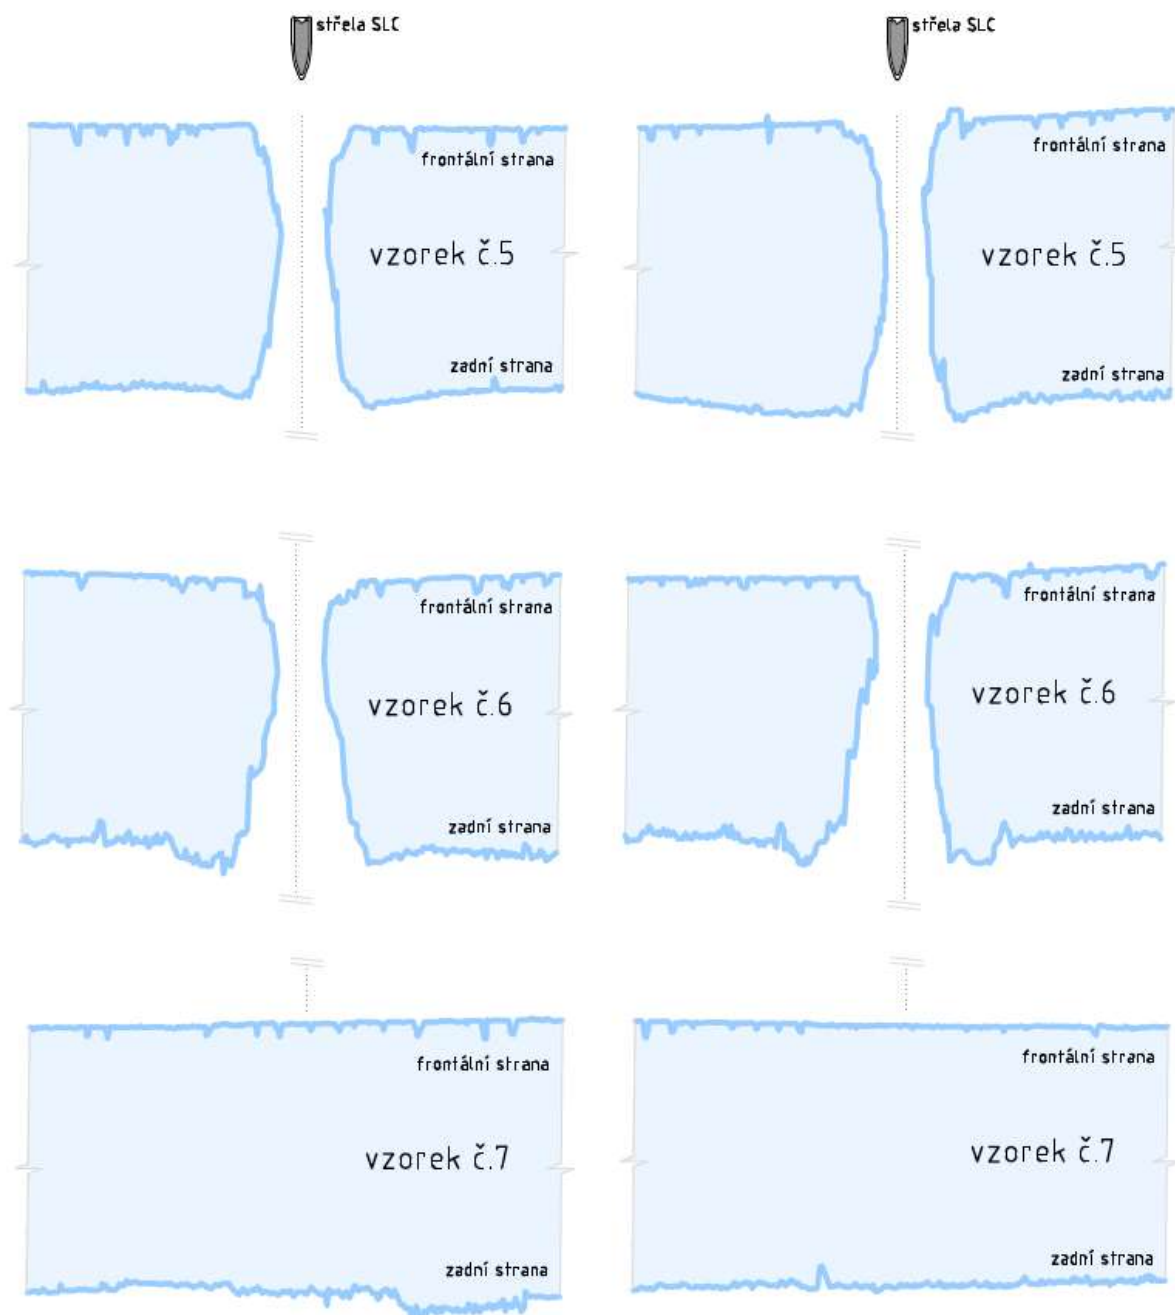 střela SLC
střela SLC
frontální strana
vzorek č.5
zadní strana
frontální strana
vzorek č.5
zadní strana
frontální strana
vzorek č.6
zadní strana
frontální strana
vzorek č.6
zadní strana
frontální strana
vzorek č.7
zadní strana
frontální strana
vzorek č.7
zadní strana